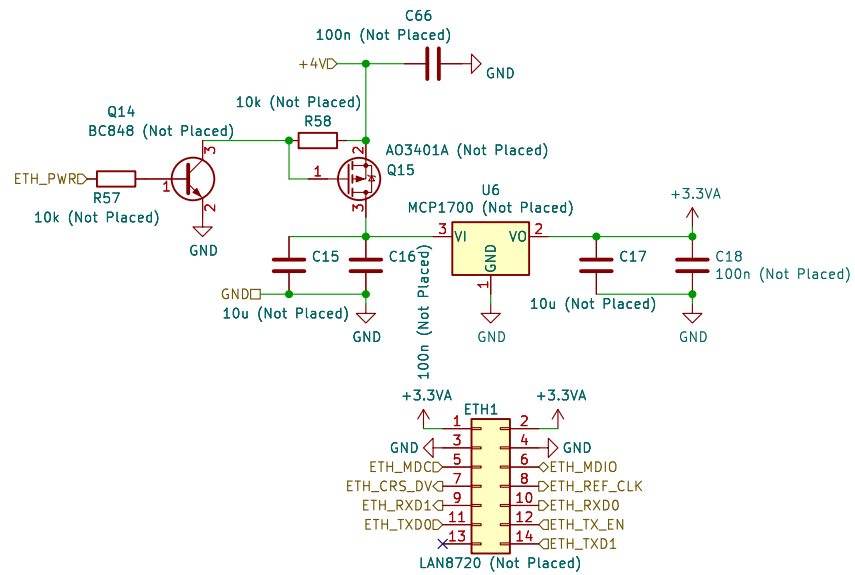 C66
100n (Not Placed)
+4V
GND
10k (Not Placed)
R58
Q14
BC848 (Not Placed)
3
2
AO3401A (Not Placed)
Q15
1
ETH_PWR
1
R57
10k (Not Placed)
2
GND
3
U6
MCP1700 (Not Placed)
+3.3VA
3
VI
VO
2
GND
1
C15
C16
100n (Not Placed)
C17
C18
100n (Not Placed)
GND
10u (Not Placed)
10u (Not Placed)
GND
GND
GND
+3.3VA
+3.3VA
ETH1
1
2
GND
3
4
GND
ETH_MDC
5
6
ETH_MDIO
ETH_CRS_DV
7
8
ETH_REF_CLK
ETH_RXD1
9
10
ETH_RXD0
ETH_TXD0
11
12
ETH_TX_EN
13
14
ETH_TXD1
LAN8720 (Not Placed)